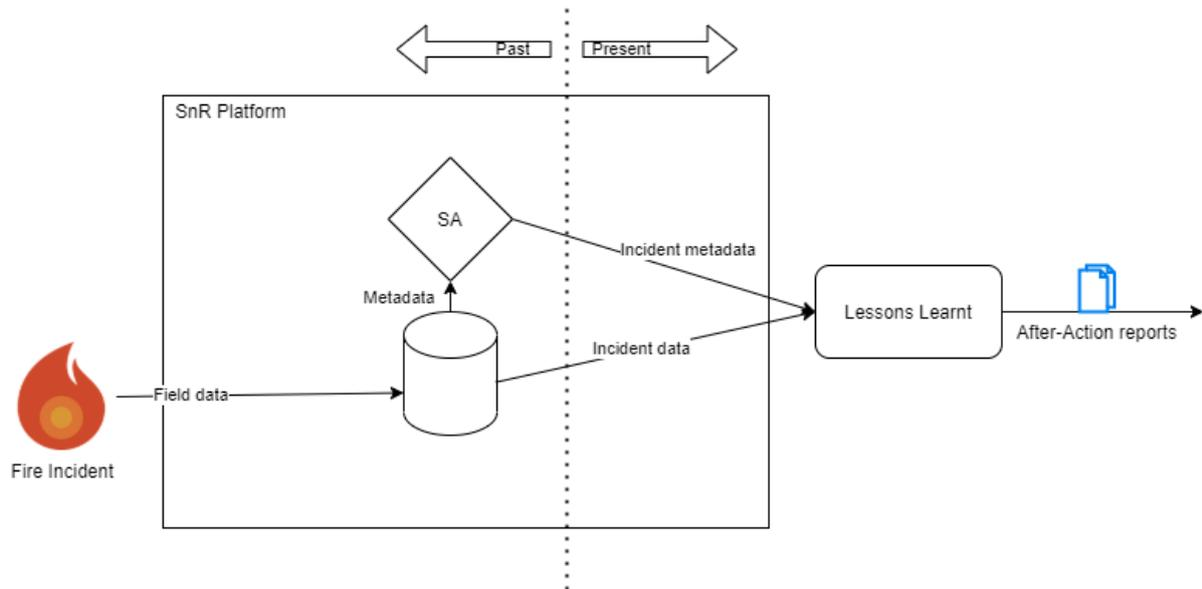 Past
Present
SnR Platform
SA
Incident metadata
Metadata
Lessons Learnt
After-Action reports
Incident data
Field data
Fire Incident